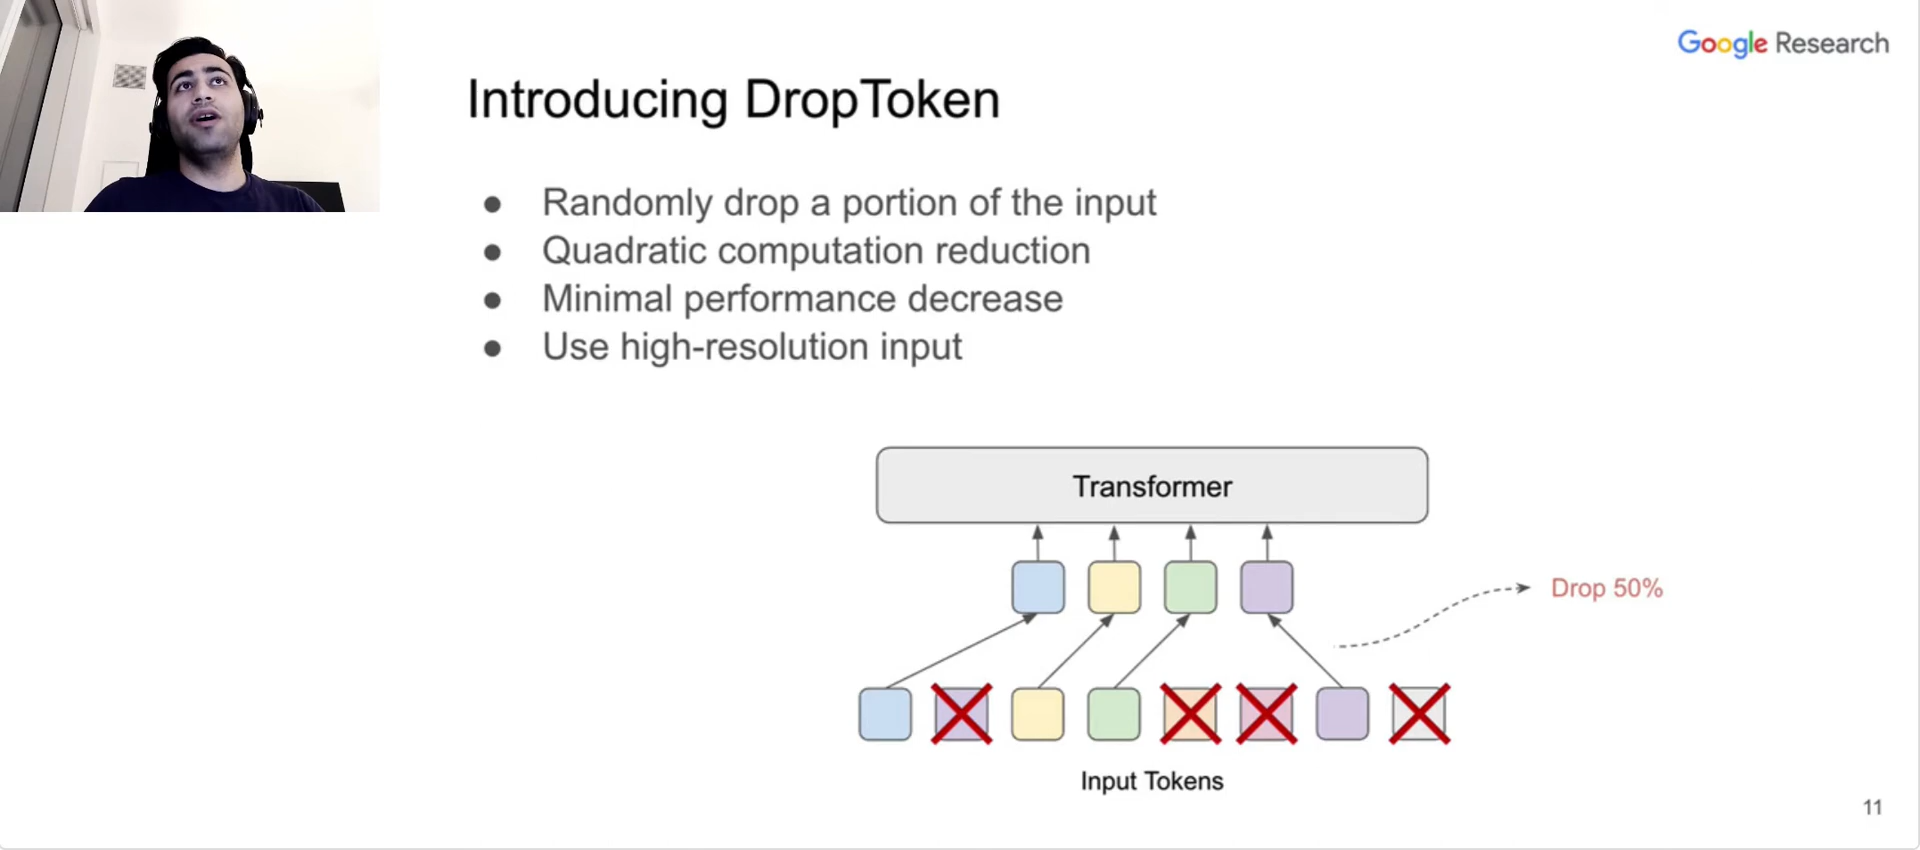 Google Research
Introducing DropToken
● Randomly drop a portion of the input
● Quadratic computation reduction
● Minimal performance decrease
● Use high-resolution input
Transformer
Drop 50%
Input Tokens
11